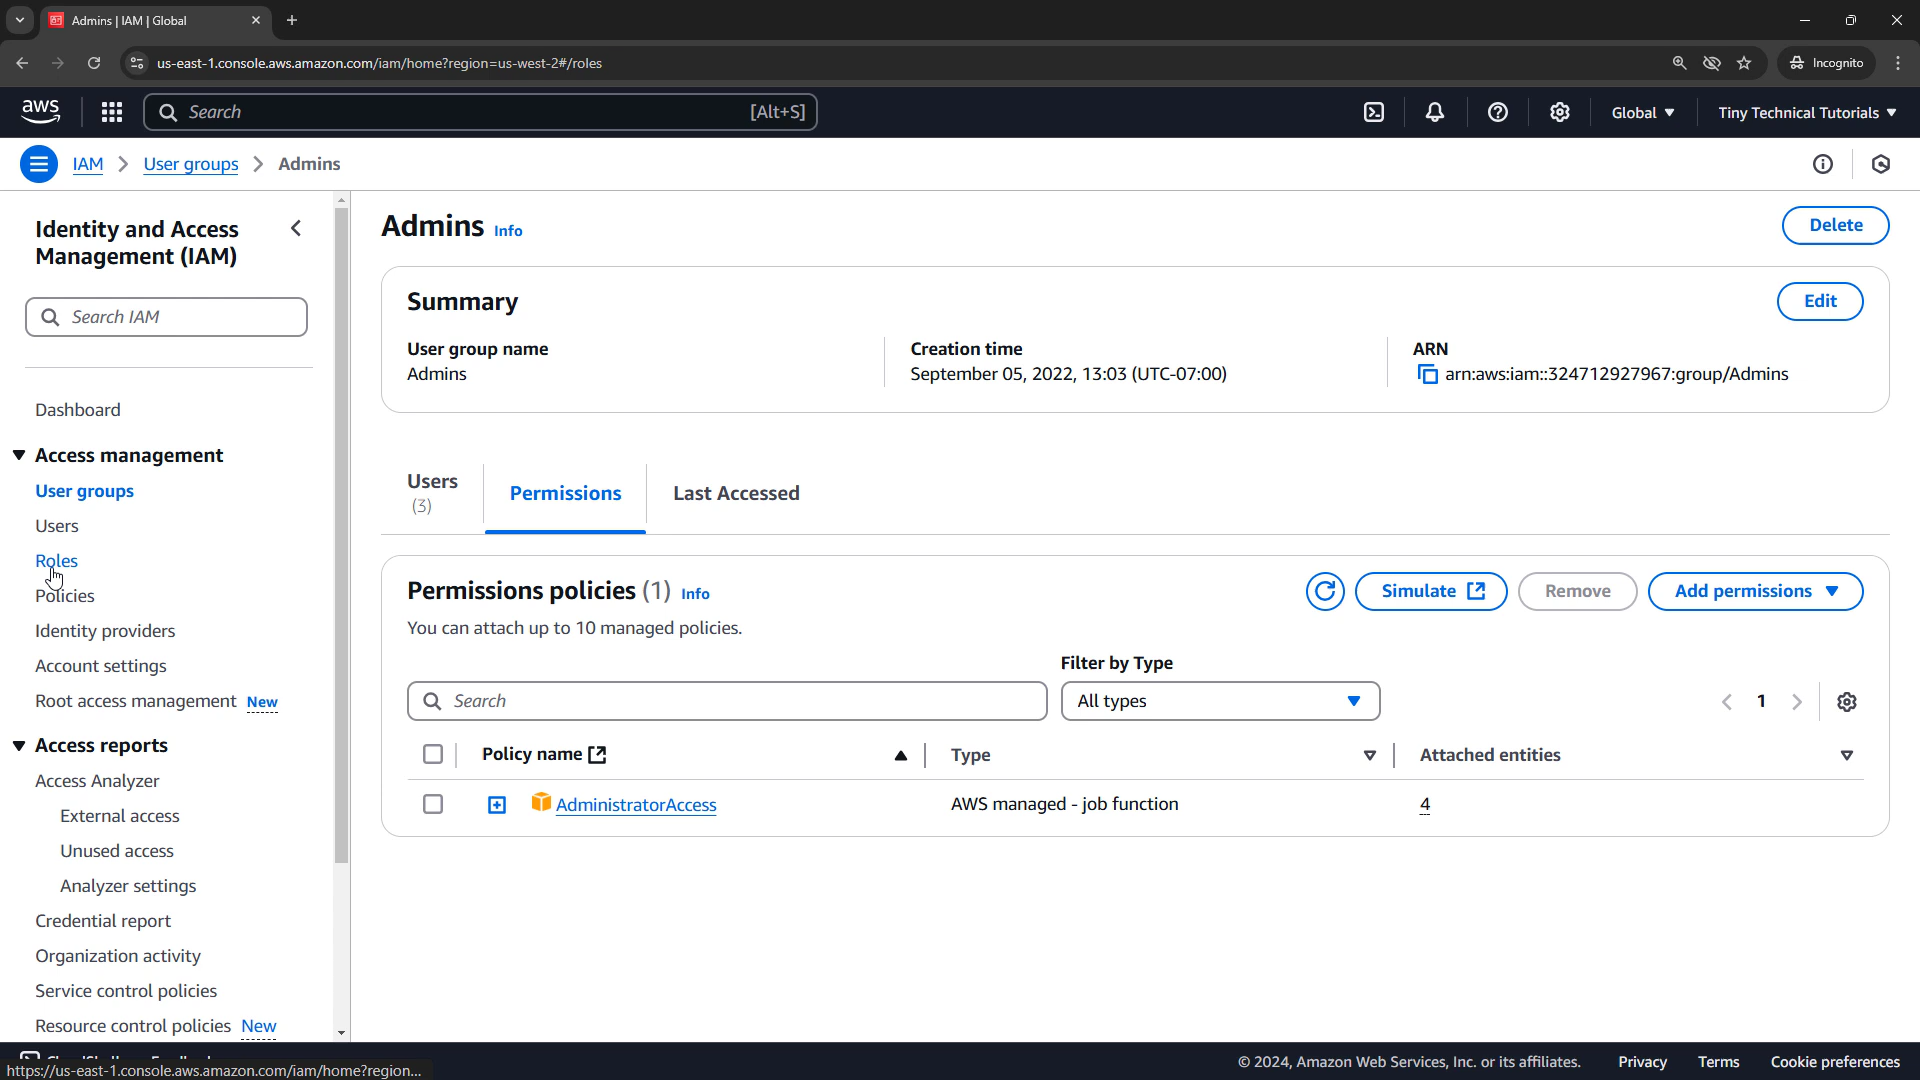 Admins | IAM | Global
us-east-1.console.aws.amazon.com/iam/home?region=us-west-2#/roles
Incognito
aws
Search
[Alt+S]
Global
Tiny Technical Tutorials
IAM
User groups
Admins
Identity and Access
Management (IAM)
Search IAM
Dashboard
Access management
User groups
Users
Roles
Policies
Identity providers
Account settings
Root access management New
Access reports
Access Analyzer
External access
Unused access
Analyzer settings
Credential report
Organization activity
Service control policies
Resource control policies New
Admins Info
Delete
Summary
Edit
User group name
Admins
Creation time
September 05, 2022, 13:03 (UTC-07:00)
ARN
arn:aws:iam::324712927967:group/Admins
Users
(3)
Permissions
Last Accessed
Permissions policies (1) Info
Simulate
Remove
Add permissions
You can attach up to 10 managed policies.
Filter by Type
Search
All types
1
Policy name
Type
Attached entities
AdministratorAccess
AWS managed - job function
4
https://us-east-1.console.aws.amazon.com/iam/home?region...
© 2024, Amazon Web Services, Inc. or its affiliates.
Privacy
Terms
Cookie preferences